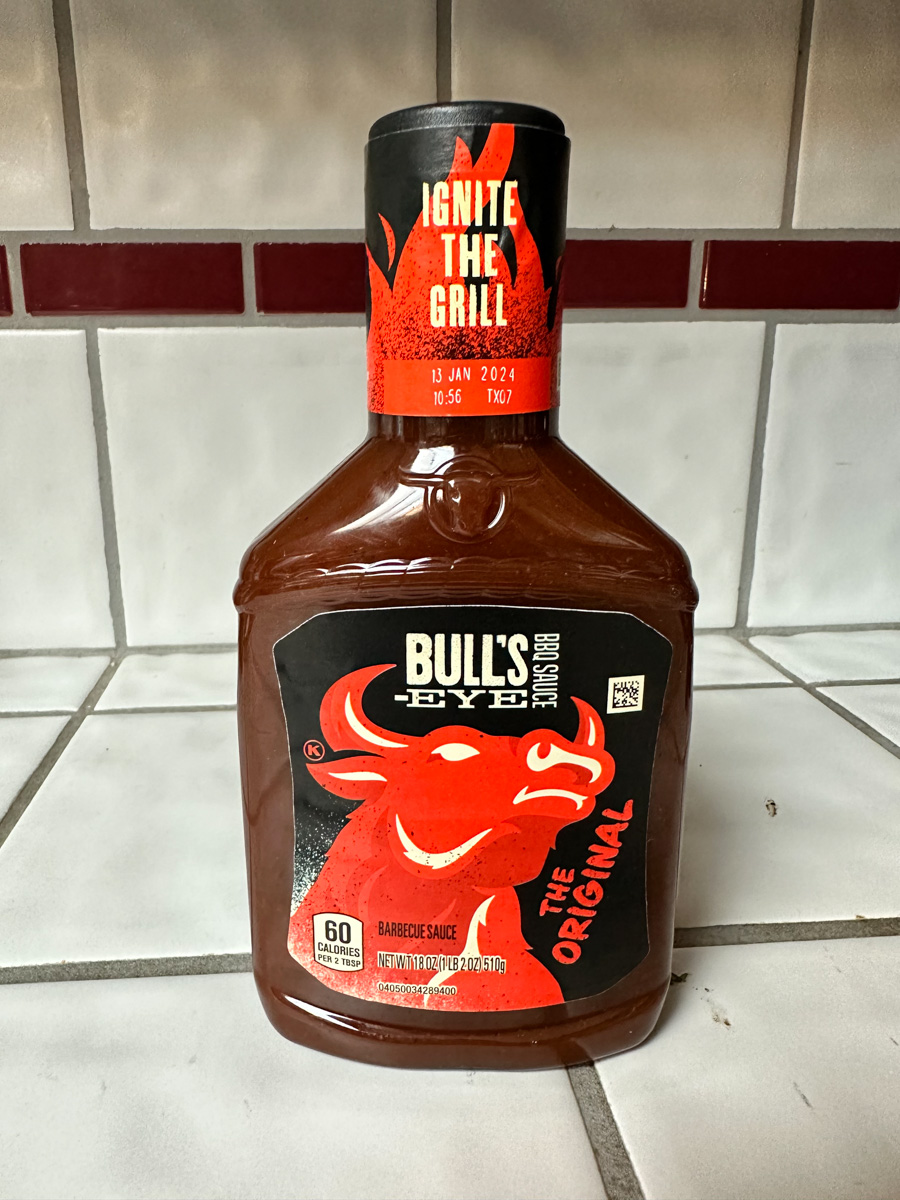 IGNITE
THE
GRILL
13 JAN 2024
10:56 TX07
BULL'S
-EYE
BBQ SAUCE
K
THE
ORIGINAL
60
CALORIES
PER 2 TBSP
BARBECUE SAUCE
NET WT 18 OZ (1 LB 2 OZ) 510g
04050034289400